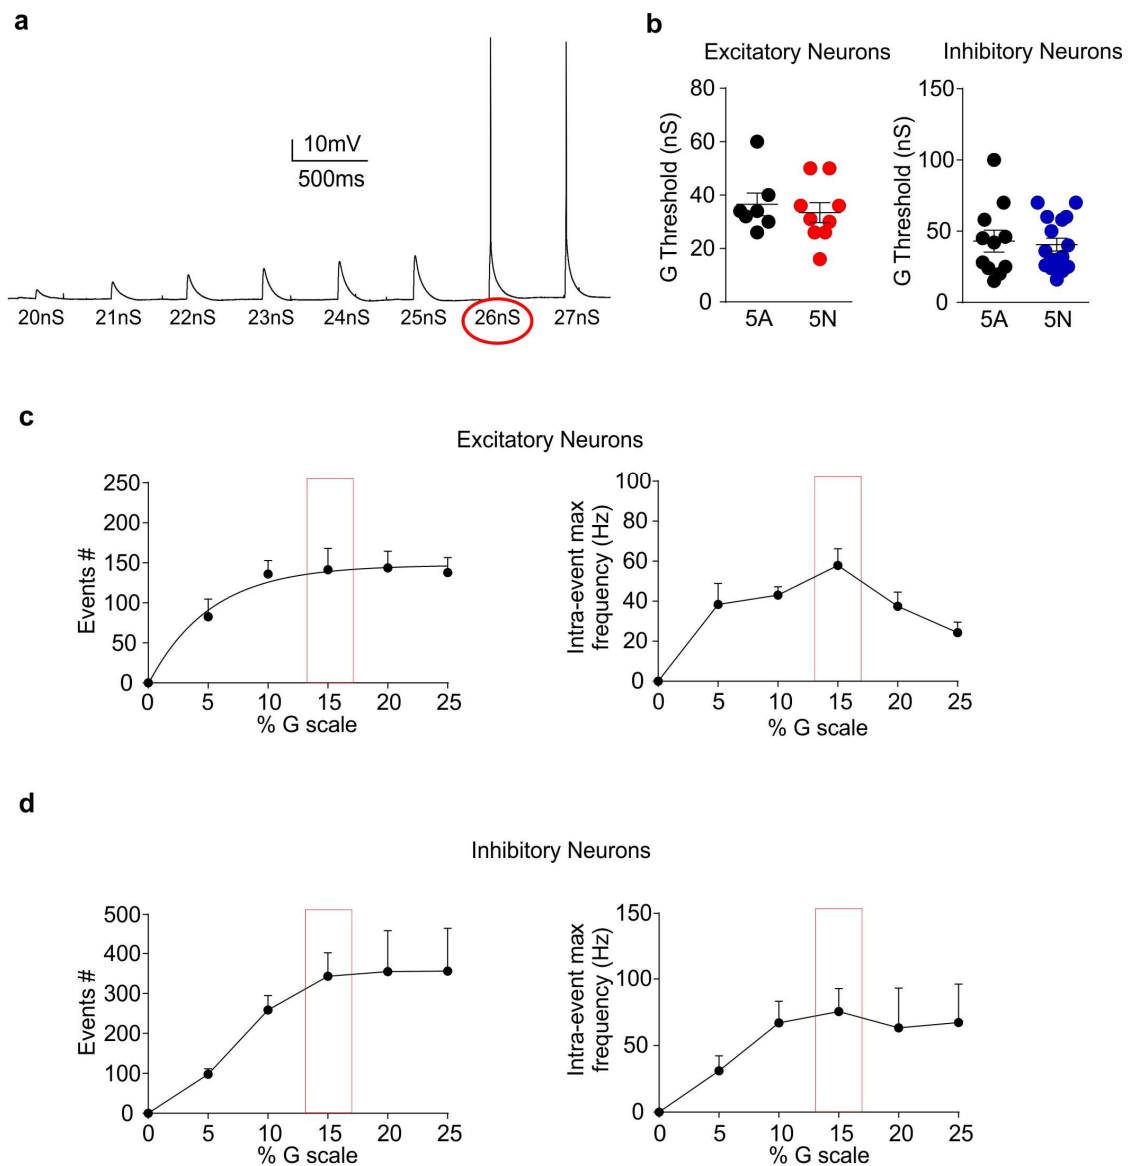 a
10mV
500ms
20nS 21nS 22nS 23nS 24nS 25nS 26nS 27nS
b
Excitatory Neurons
G Threshold (nS)
80
60
40
20
0
5A 5N
Inhibitory Neurons
G Threshold (nS)
150
100
50
0
5A 5N
c
Excitatory Neurons
Events #
250
200
150
100
50
0
0 5 10 15 20 25
% G scale
Intra-event max
frequency (Hz)
100
80
60
40
20
0
0 5 10 15 20 25
% G scale
d
Inhibitory Neurons
Events #
500
400
300
200
100
0
0 5 10 15 20 25
% G scale
Intra-event max
frequency (Hz)
150
100
50
0
0 5 10 15 20 25
% G scale